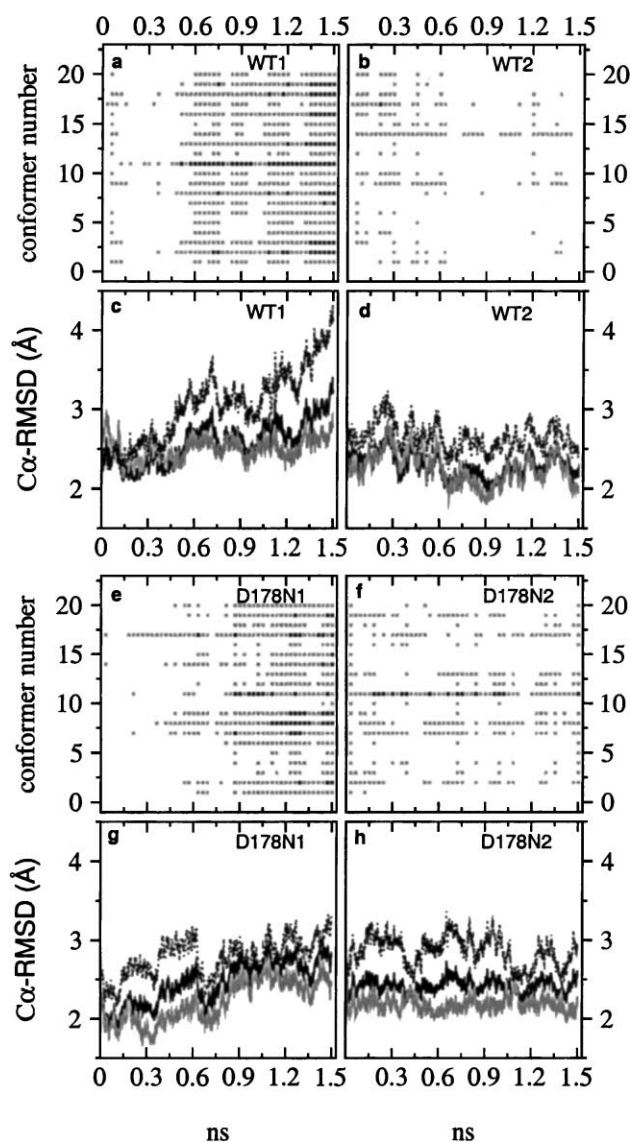 0 0.3 0.6 0.9 1.2 1.5 0.3 0.6 0.9 1.2 1.5
a WT1 b WT2
20 20
15 15
10 10
5 5
0 0
conformer number
c WT1 d WT2
4 4
3 3
2 2
Cα-RMSD (Å)
0 0.3 0.6 0.9 1.2 1.5 0.3 0.6 0.9 1.2 1.5
e D178N1 f D178N2
20 20
15 15
10 10
5 5
0 0
conformer number
g D178N1 h D178N2
4 4
3 3
2 2
Cα-RMSD (Å)
0 0.3 0.6 0.9 1.2 1.5 0.3 0.6 0.9 1.2 1.5
ns ns